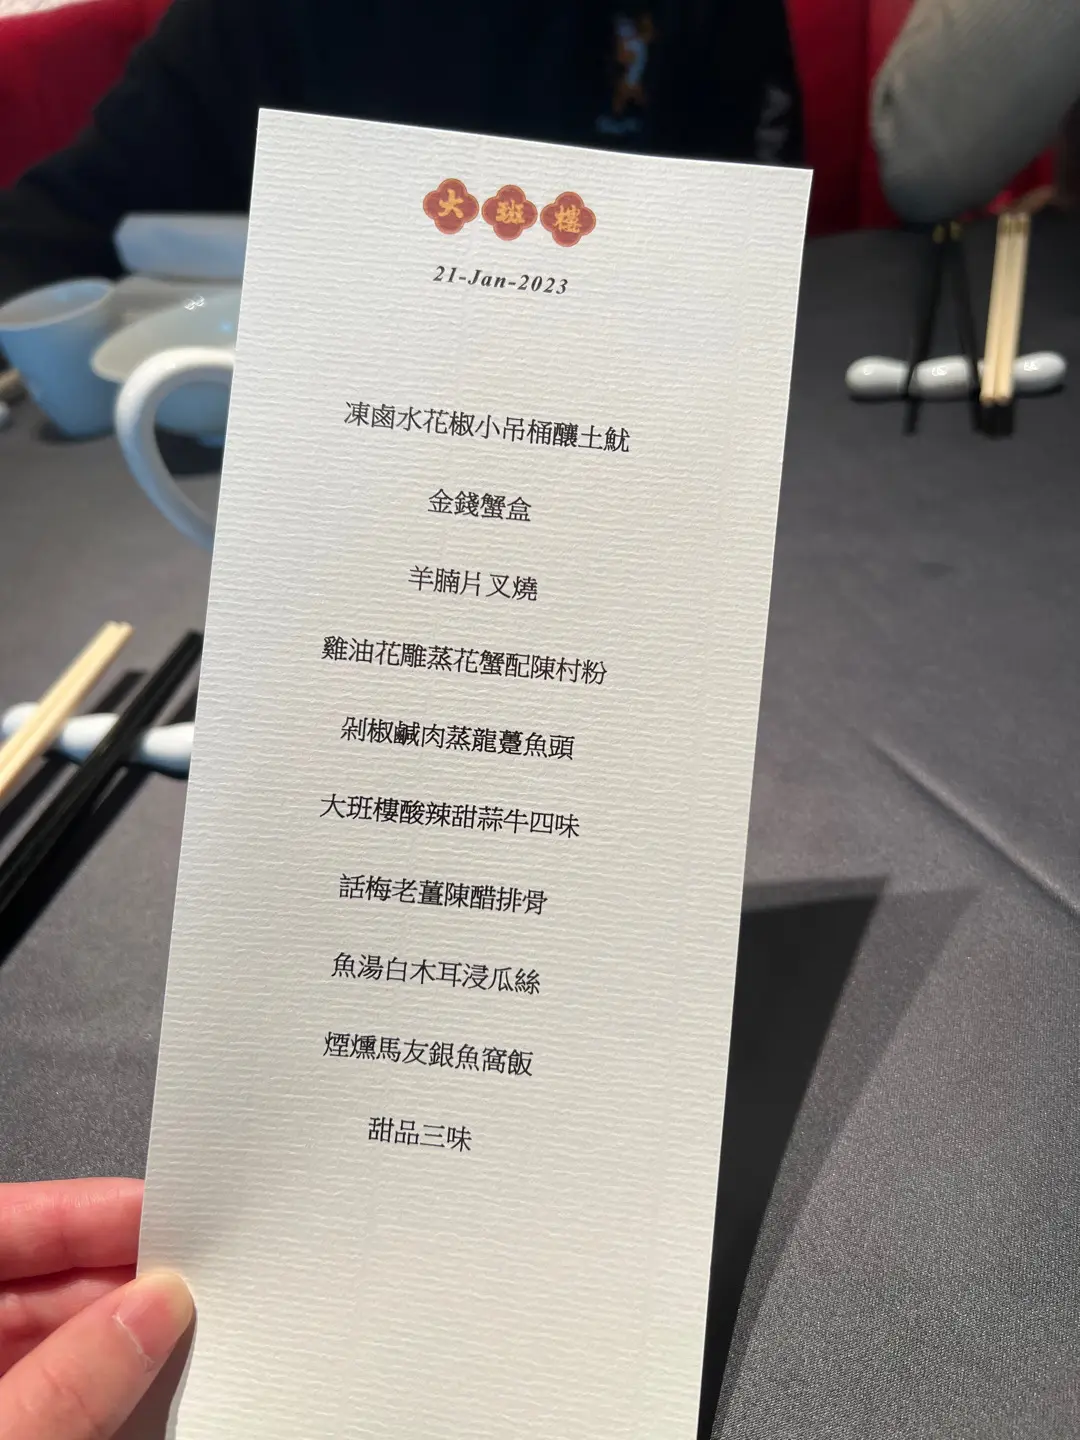 大班樓
21-Jan-2023
凍鹵水花椒小吊桶釀土魷
金錢蟹盒
羊腩片叉燒
雞油花雕蒸花蟹配陳村粉
剁椒鹹肉蒸龍躉魚頭
大班樓酸辣甜蒜牛四味
話梅老薑陳醋排骨
魚湯白木耳浸瓜絲
煙燻馬友銀魚窩飯
甜品三味